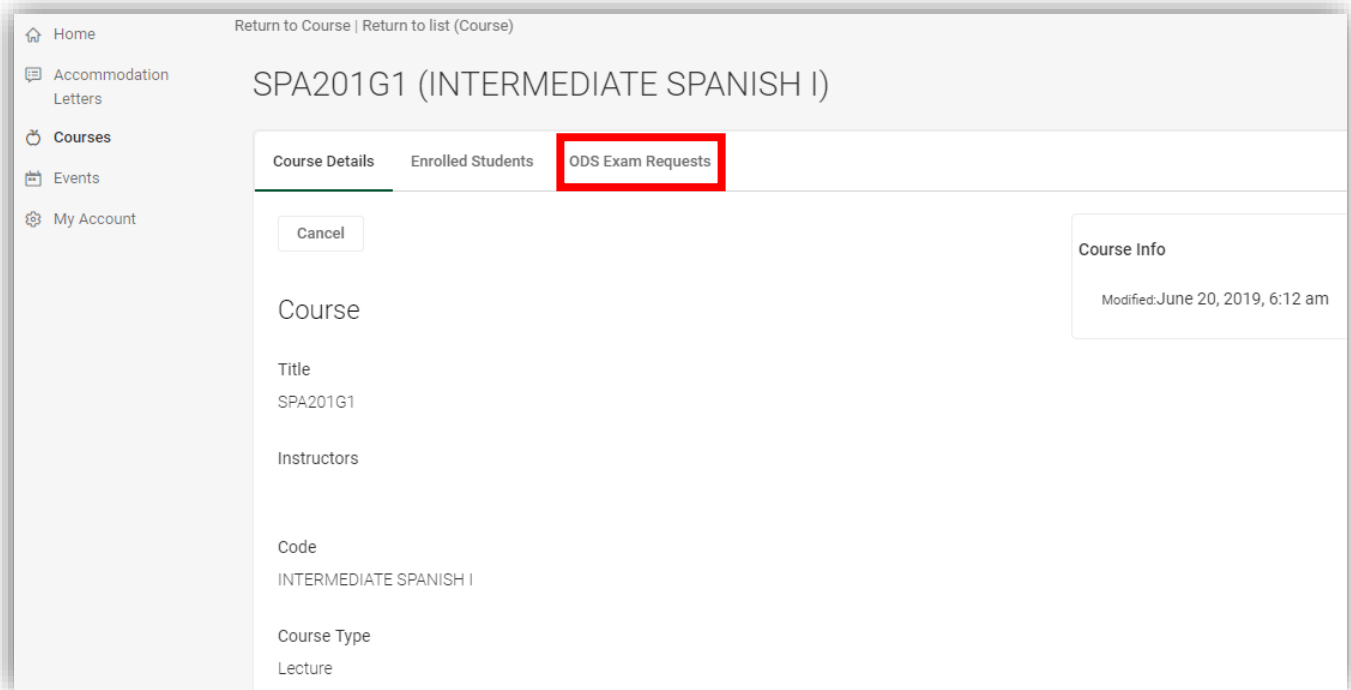 Home
Accommodation
Letters
Courses
Events
My Account
Return to Course | Return to list (Course)
SPA201G1 (INTERMEDIATE SPANISH I)
Course Details
Enrolled Students
ODS Exam Requests
Cancel
Course
Title
SPA201G1
Instructors
Code
INTERMEDIATE SPANISH I
Course Type
Lecture
Course Info
Modified:June 20, 2019, 6:12 am